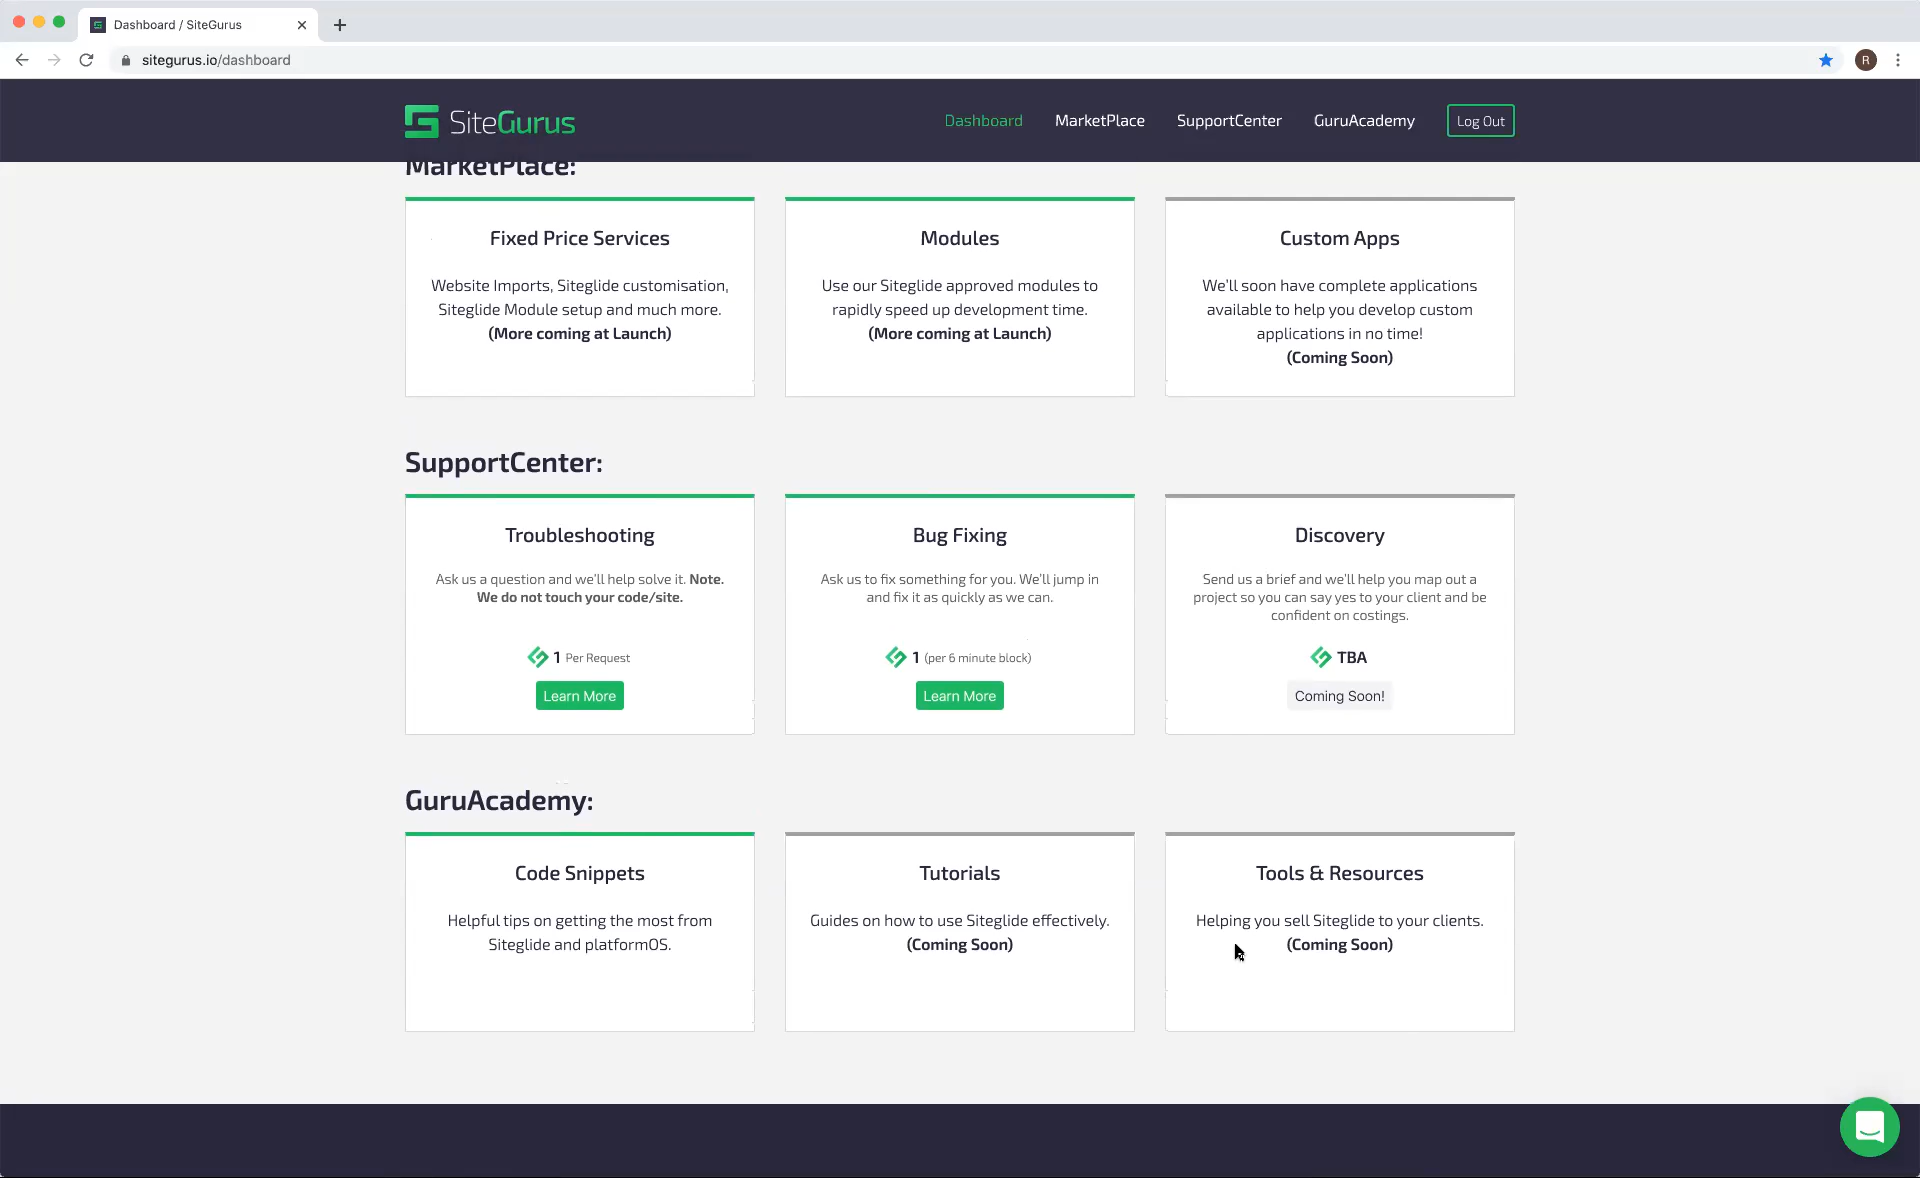 Dashboard / SiteGurus
sitegurus.io/dashboard
R
SiteGurus
Dashboard
MarketPlace
SupportCenter
GuruAcademy
Log Out
MarketPlace:
Fixed Price Services
Website Imports, Siteglide customisation,
Siteglide Module setup and much more.
(More coming at Launch)
Modules
Use our Siteglide approved modules to
rapidly speed up development time.
(More coming at Launch)
Custom Apps
We'll soon have complete applications
available to help you develop custom
applications in no time!
(Coming Soon)
SupportCenter:
Troubleshooting
Ask us a question and we'll help solve it. Note.
We do not touch your code/site.
1 Per Request
Learn More
Bug Fixing
Ask us to fix something for you. We'll jump in
and fix it as quickly as we can.
1 (per 6 minute block)
Learn More
Discovery
Send us a brief and we'll help you map out a
project so you can say yes to your client and be
confident on costings.
TBA
Coming Soon!
GuruAcademy:
Code Snippets
Helpful tips on getting the most from
Siteglide and platformOS.
Tutorials
Guides on how to use Siteglide effectively.
(Coming Soon)
Tools & Resources
Helping you sell Siteglide to your clients.
(Coming Soon)